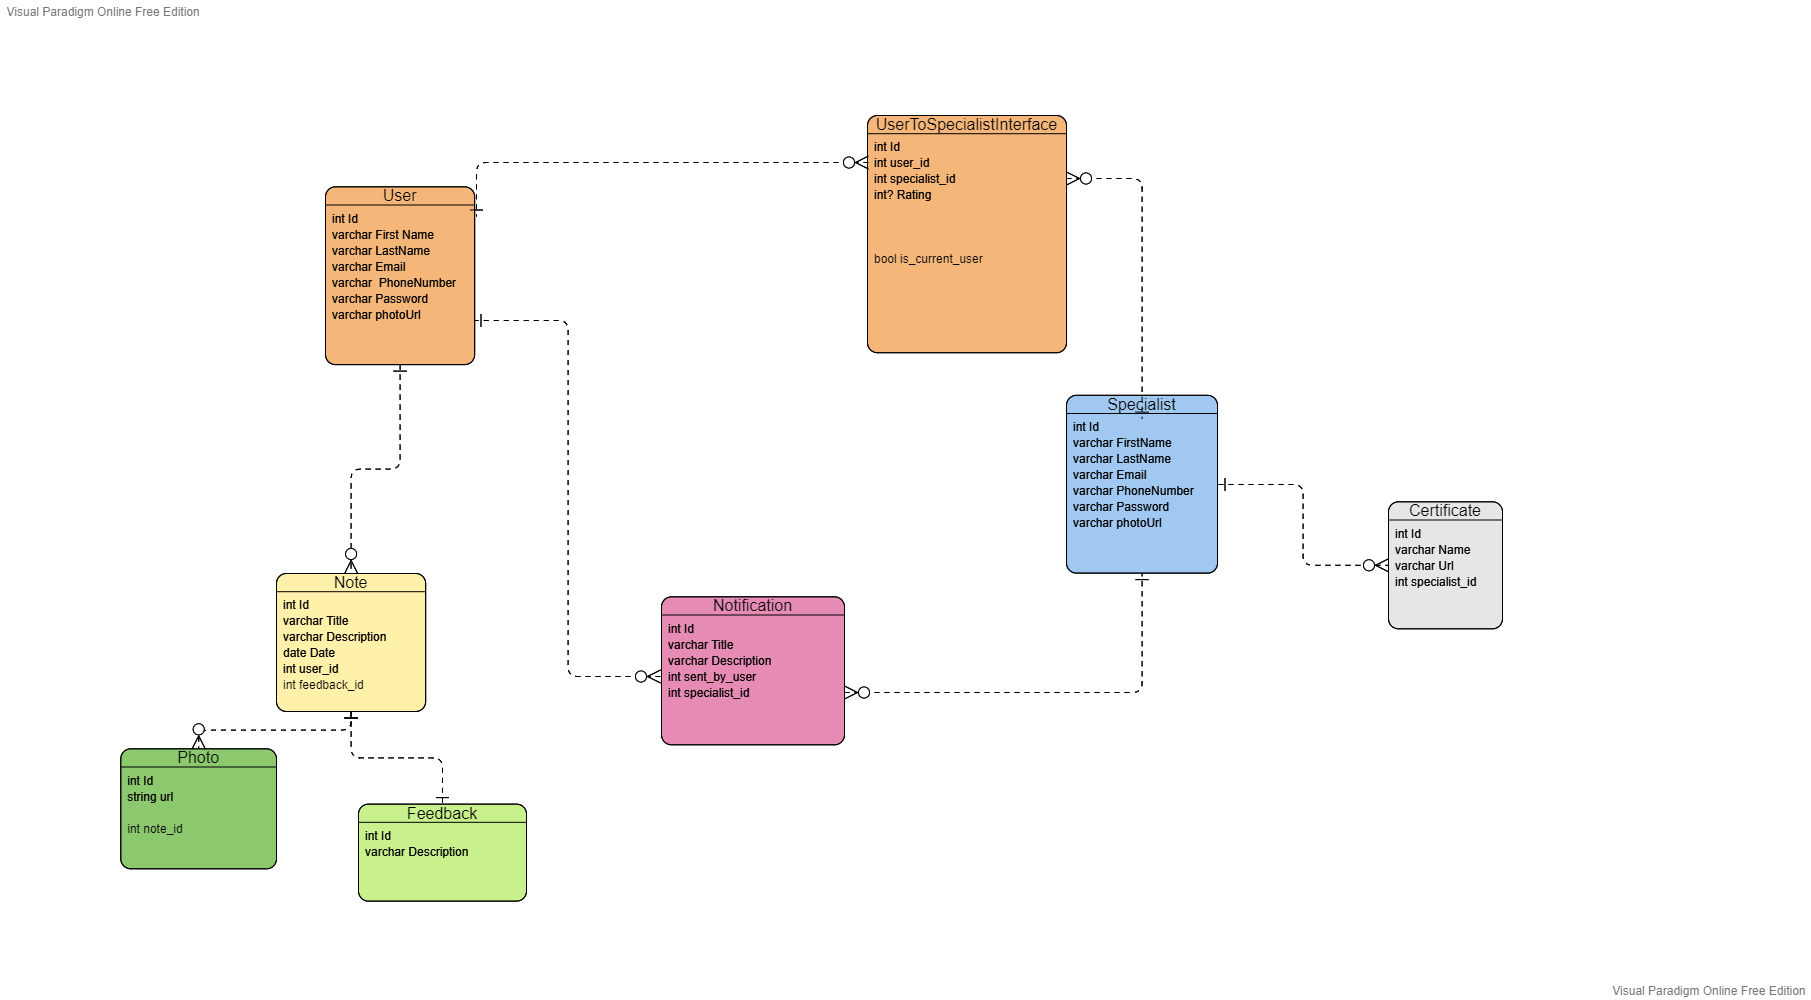 Visual Paradigm Online Free Edition
UserToSpecialistInterface
int Id
int user_id
int specialist_id
int? Rating
bool is_current_user
User
int Id
varchar First Name
varchar LastName
varchar Email
varchar  PhoneNumber
varchar Password
varchar photoUrl
Specialist
int Id
varchar FirstName
varchar LastName
varchar Email
varchar PhoneNumber
varchar Password
varchar photoUrl
Certificate
int Id
varchar Name
varchar Url
int specialist_id
Note
int Id
varchar Title
varchar Description
date Date
int user_id
int feedback_id
Notification
int Id
varchar Title
varchar Description
int sent_by_user
int specialist_id
Photo
int Id
string url
int note_id
Feedback
int Id
varchar Description
Visual Paradigm Online Free Edition